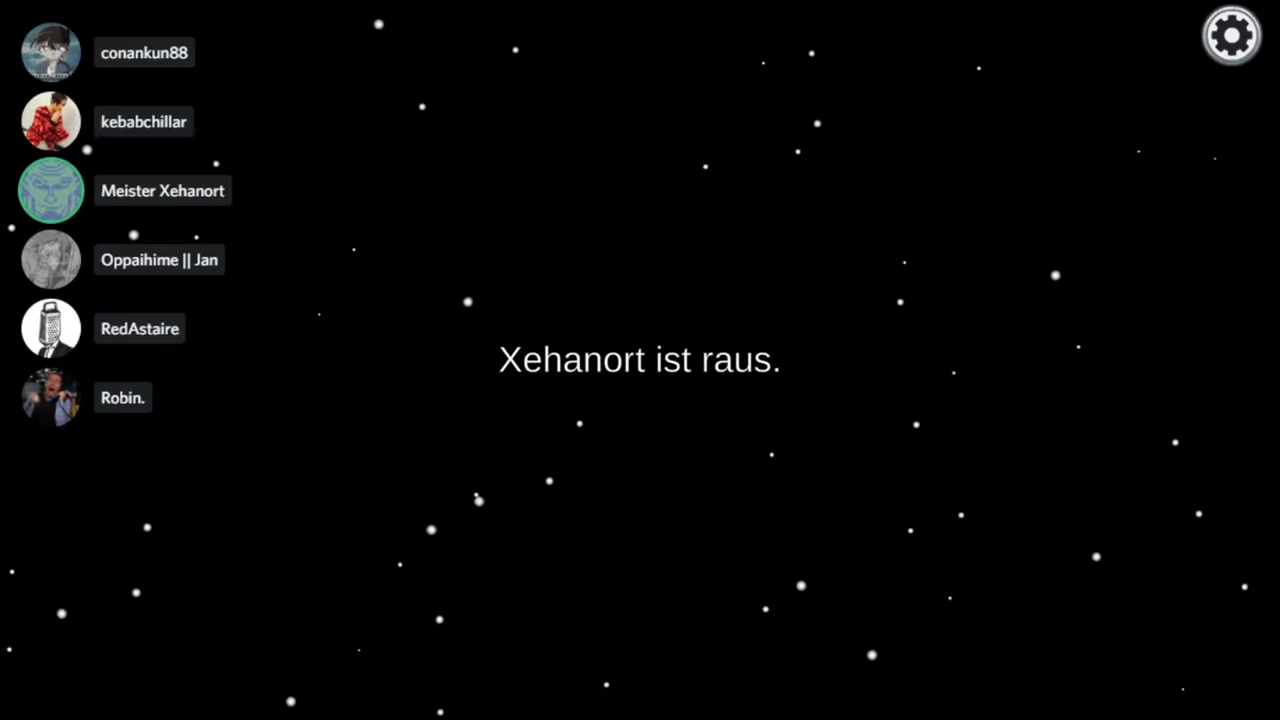 conankun88
kebabchillar
Meister Xehanort
Oppaihime || Jan
RedAstaire
Robin.
Xehanort ist raus.